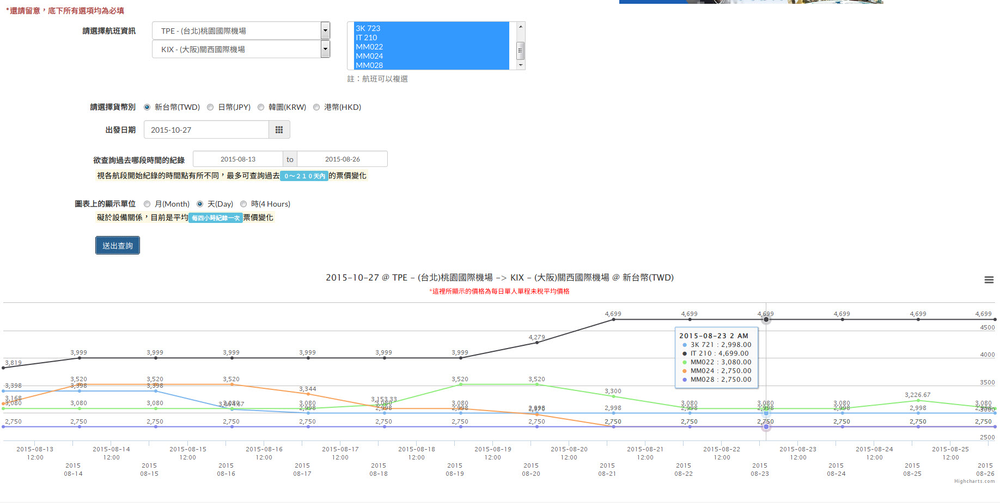 *還請留意，底下所有選項均為必填
請選擇航班資訊
TPE - (台北)桃園國際機場
KIX - (大阪)關西國際機場
3K 723
IT 210
MM022
MM024
MM028
註：航班可以複選
請選擇貨幣別 新台幣(TWD) 日幣(JPY) 韓圜(KRW) 港幣(HKD)
出發日期 2015-10-27
欲查詢過去哪段時間的紀錄 2015-08-13 to 2015-08-26
視各航段開始紀錄的時間點有所不同，最多可查詢過去 0～210天內 的票價變化
圖表上的顯示單位 月(Month) 天(Day) 時(4 Hours)
礙於設備關係，目前是平均 每四小時紀錄一次 票價變化
送出查詢
2015-10-27 @ TPE - (台北)桃園國際機場 -> KIX - (大阪)關西國際機場 @ 新台幣(TWD)
*這裡所顯示的價格為每日單人單程未稅平均價格
4,699 4,699 4,699 4,699 4,699 4,699
4500
4,279
2015-08-23 2 AM
3K 721 : 2,998.00
IT 210 : 4,699.00
MM022 : 3,080.00
MM024 : 2,750.00
MM028 : 2,750.00
3,819 3,999 3,999 3,999 3,999 3,999 3,999
4000
3,520 3,520 3,520 3,520 3,520
3500
3,398 3,398 3,398 3,344 3,300
3,168 3,153.33 3,226.67
3,080 3,080 3,080 3,080 3,064.67 3,080 3,080 3,080 3,080 3,080 3,080 3,080
2,998 2,998 2,998 2,998 2,970 2,998 2,998 2,998 2,998 2,998 2,998
3000
2,750 2,750 2,750 2,750 2,750 2,750 2,750 2,750 2,750 2,750 2,750 2,750 2,750 2,750
2500
2015-08-13 2015-08-14 2015-08-15 2015-08-16 2015-08-17 2015-08-18 2015-08-19 2015-08-20 2015-08-21 2015-08-22 2015-08-23 2015-08-24 2015-08-25
12:00 12:00 12:00 12:00 12:00 12:00 12:00 12:00 12:00 12:00 12:00 12:00 12:00
2015 2015 2015 2015 2015 2015 2015 2015 2015 2015 2015 2015 2015
08-14 08-15 08-16 08-17 08-18 08-19 08-20 08-21 08-22 08-23 08-24 08-25 08-26
Highcharts.com